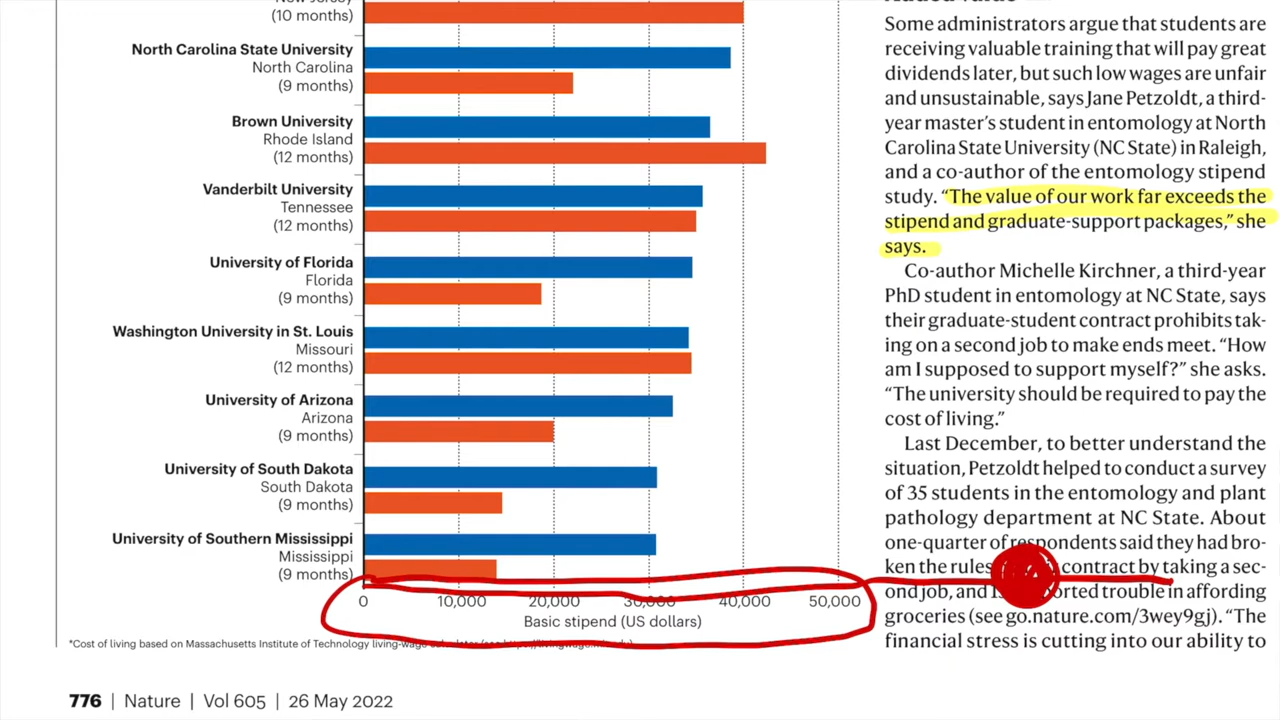 (10 months)
North Carolina State University
North Carolina
(9 months)
Brown University
Rhode Island
(12 months)
Vanderbilt University
Tennessee
(12 months)
University of Florida
Florida
(9 months)
Washington University in St. Louis
Missouri
(12 months)
University of Arizona
Arizona
(9 months)
University of South Dakota
South Dakota
(9 months)
University of Southern Mississippi
Mississippi
(9 months)
0 10,000 20,000 30,000 40,000 50,000
Basic stipend (US dollars)
*Cost of living based on Massachusetts Institute of Technology
776 | Nature | Vol 605 | 26 May 2022
Some administrators argue that students are
receiving valuable training that will pay great
dividends later, but such low wages are unfair
and unsustainable, says Jane Petzoldt, a third-
year master’s student in entomology at North
Carolina State University (NC State) in Raleigh,
and a co-author of the entomology stipend
study. “The value of our work far exceeds the
stipend and graduate-support packages,” she
says.
Co-author Michelle Kirchner, a third-year
PhD student in entomology at NC State, says
their graduate-student contract prohibits tak-
ing on a second job to make ends meet. “How
am I supposed to support myself?” she asks.
“The university should be required to pay the
cost of living.”
Last December, to better understand the
situation, Petzoldt helped to conduct a survey
of 35 students in the entomology and plant
pathology department at NC State. About
one-quarter of respondents said they had bro-
ken the rules contract by taking a sec-
ond job, and trouble in affording
groceries (see go.nature.com/3wey9gj). “The
financial stress is cutting into our ability to